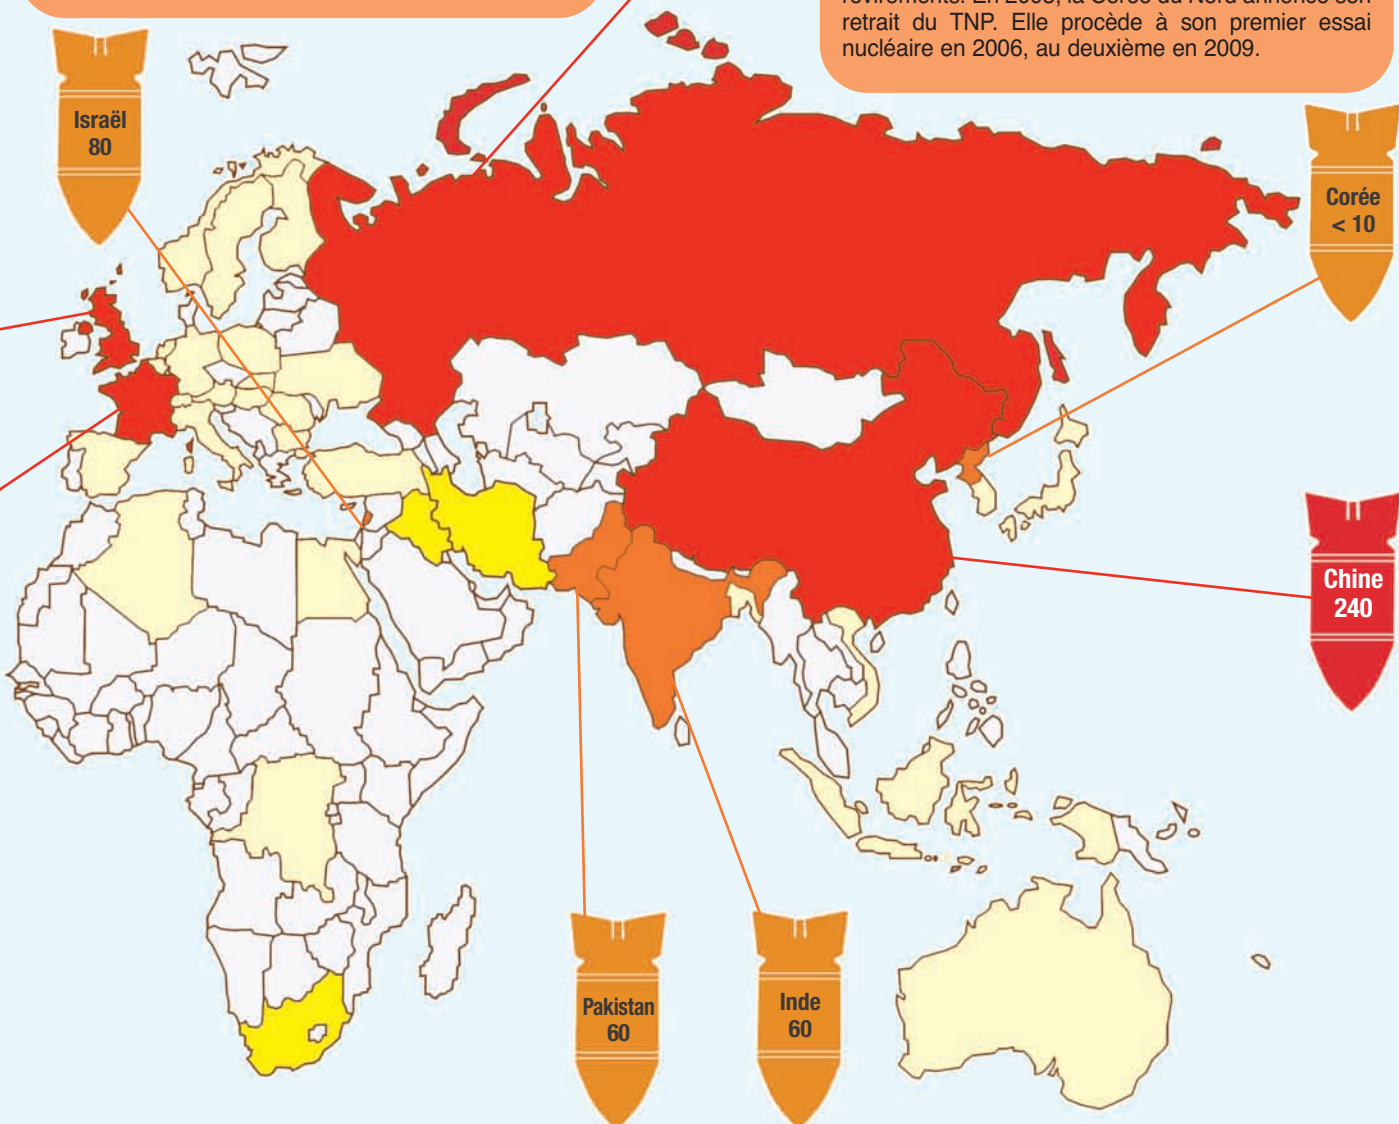 retrait du TNP. Elle procède à son premier essai
nucléaire en 2006, au deuxième en 2009.
Israël
80
Corée
< 10
Chine
240
Pakistan
60
Inde
60